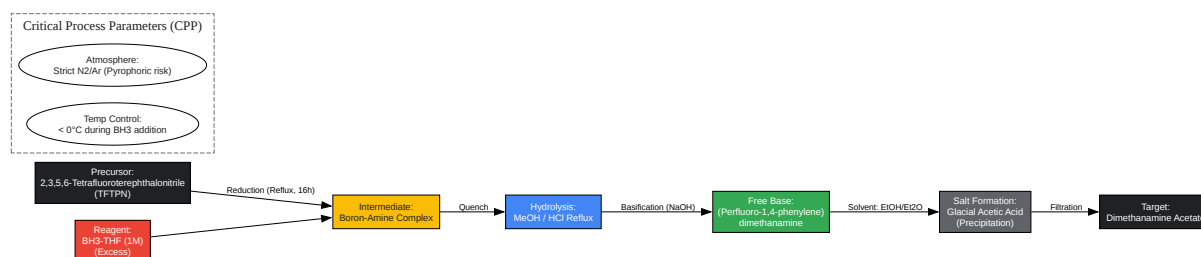 Critical Process Parameters (CPP)
Atmosphere:
Strict N2/Ar (Pyrophoric risk)
Temp Control:
< 0°C during BH3 addition
Precursor:
2,3,5,6-Tetrafluoroterephthalonitrile
(TFTPN)
Reduction (Reflux, 16h)
Reagent:
BH3-THF (1M)
(Excess)
Intermediate:
Boron-Amine Complex
Quench
Hydrolysis:
MeOH / HCl Reflux
Basification (NaOH)
Free Base:
(Perfluoro-1,4-phenylene)
dimethanamine
Solvent: EtOH/Et2O
Salt Formation:
Glacial Acetic Acid
(Precipitation)
Filtration
Target:
Dimethanamine Acetate